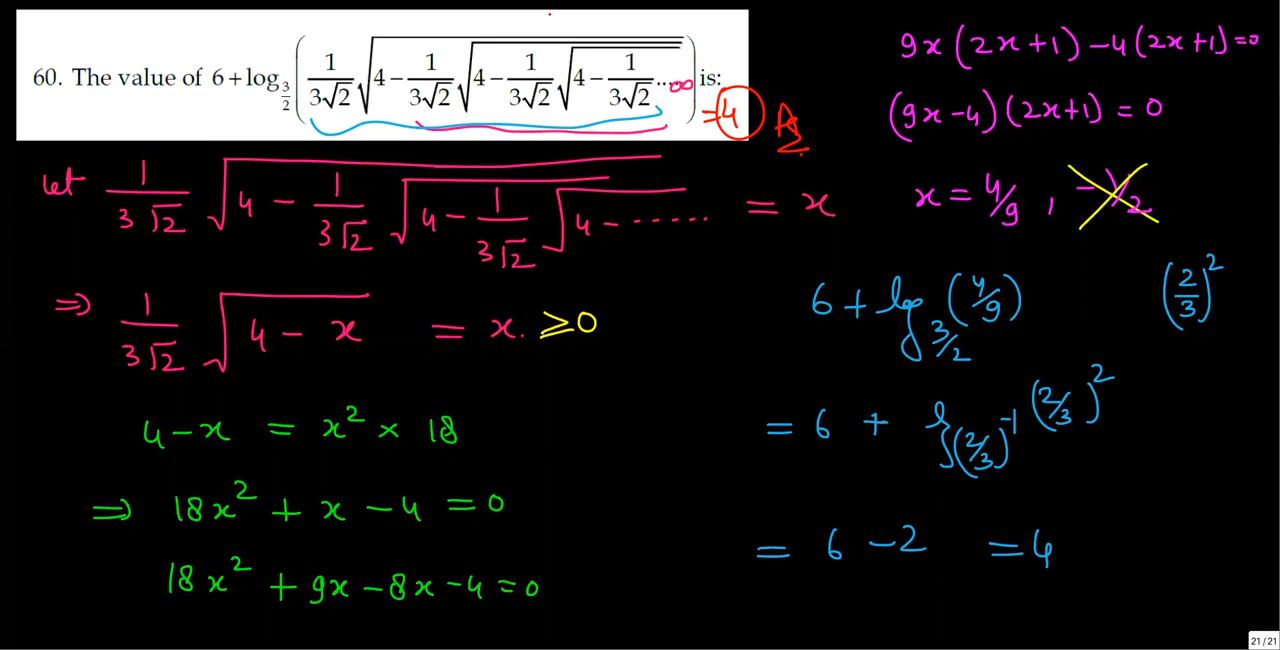 60. The value of 6 + log_{3/2} ( 1/(3√2) √(4 − 1/(3√2) √(4 − 1/(3√2) √(4 − 1/(3√2) ...∞))) ) is:
= 4 Ans
let 1/(3√2) √(4 − 1/(3√2) √(4 − 1/(3√2) √(4 − ......))) = x
⇒ 1/(3√2) √(4 − x) = x. ≥ 0
4 − x = x² × 18
⇒ 18x² + x − 4 = 0
18x² + 9x − 8x − 4 = 0
9x(2x+1) − 4(2x+1) = 0
(9x−4)(2x+1) = 0
x = 4/9 , −1/2
6 + log_{3/2} (4/9) (2/3)²
= 6 + log_{(2/3)^{-1}} (2/3)²
= 6 − 2 = 4
21 / 21